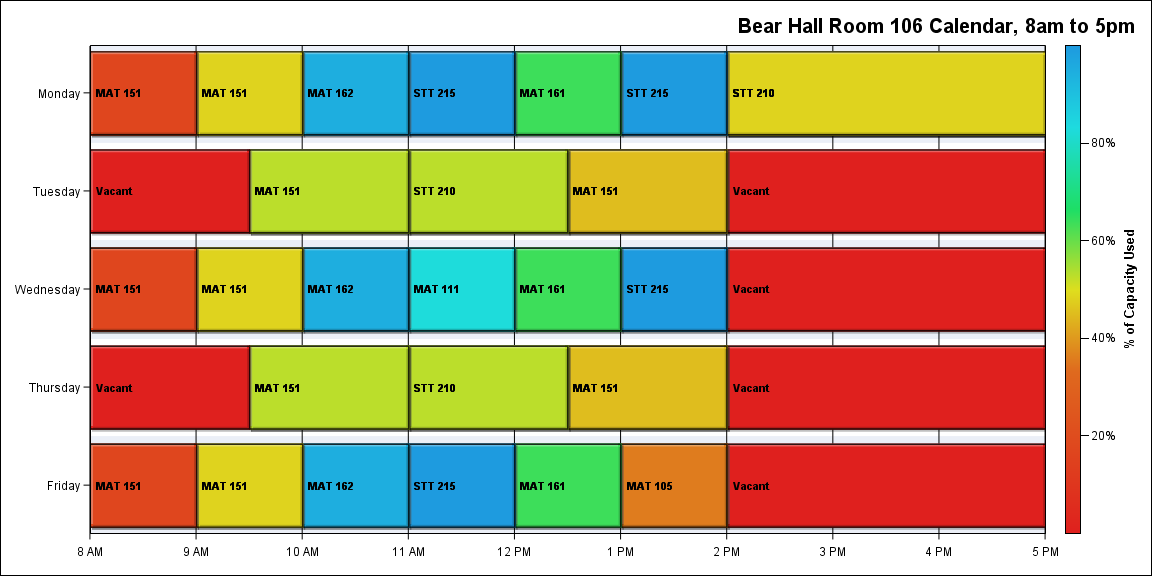 Bear Hall Room 106 Calendar, 8am to 5pm
Monday
MAT 151
MAT 151
MAT 162
STT 215
MAT 161
STT 215
STT 210
Tuesday
Vacant
MAT 151
STT 210
MAT 151
Vacant
Wednesday
MAT 151
MAT 151
MAT 162
MAT 111
MAT 161
STT 215
Vacant
Thursday
Vacant
MAT 151
STT 210
MAT 151
Vacant
Friday
MAT 151
MAT 151
MAT 162
STT 215
MAT 161
MAT 105
Vacant
8 AM
9 AM
10 AM
11 AM
12 PM
1 PM
2 PM
3 PM
4 PM
5 PM
80%
60%
40%
20%
% of Capacity Used